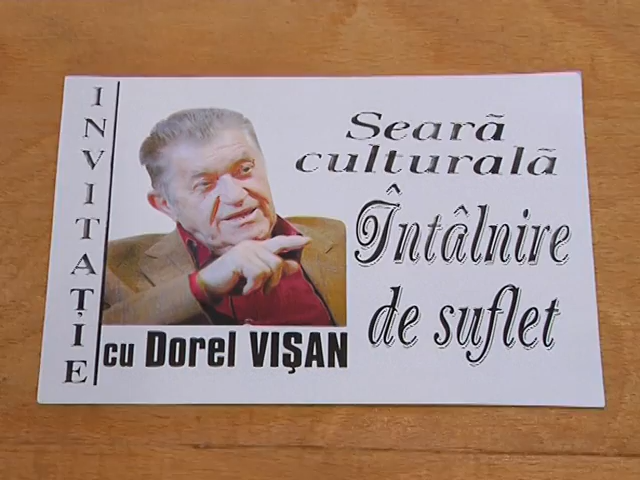 INVITAȚIE
Seară
culturală
Întâlnire
de suflet
cu Dorel VIŞAN